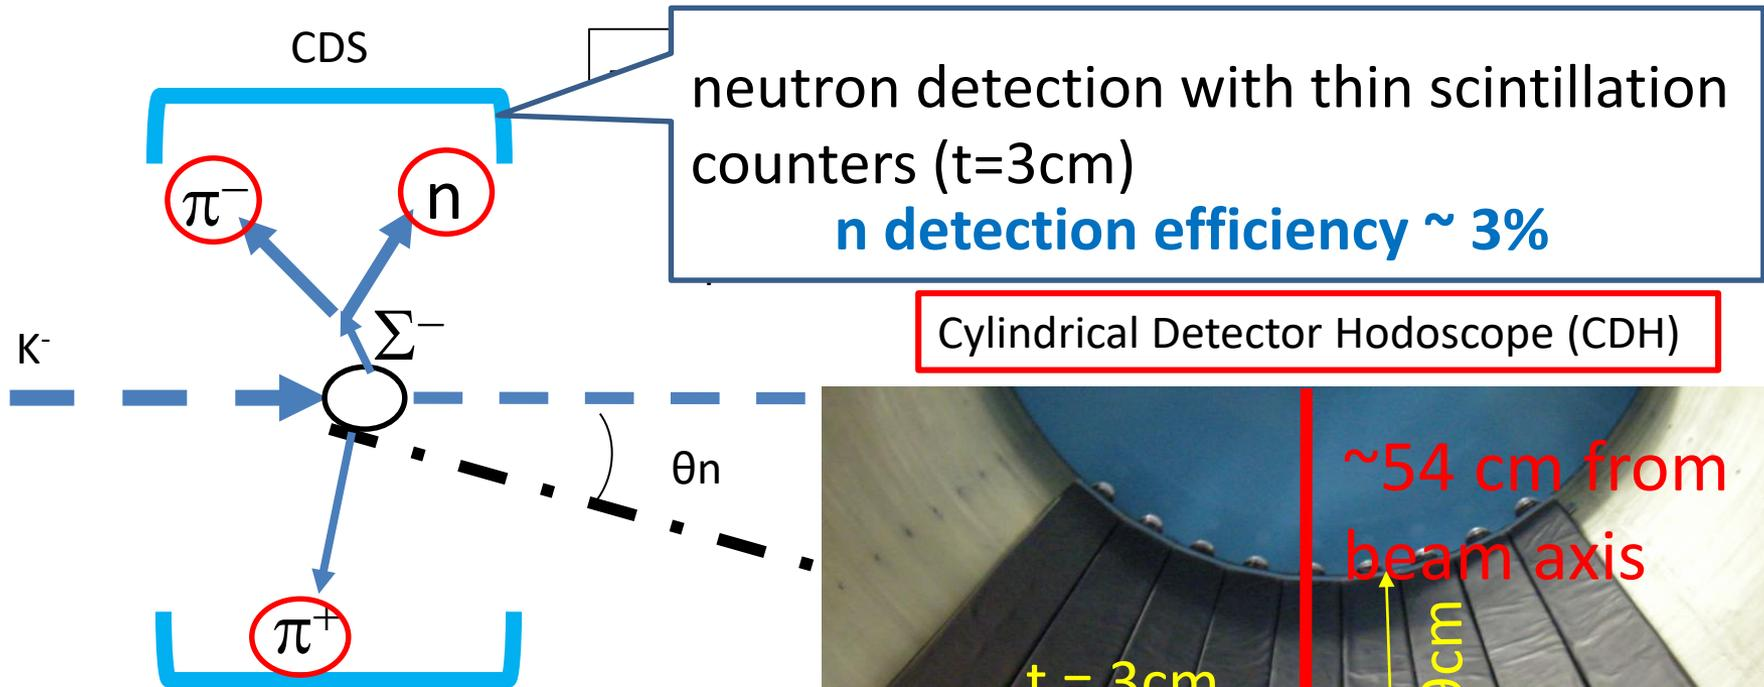 CDS
neutron detection with thin scintillation
counters (t=3cm)
n detection efficiency ~ 3%
π⁻
n
Σ⁻
Cylindrical Detector Hodoscope (CDH)
K⁻
~54 cm from
beam axis
θn
π⁺
t = 3cm